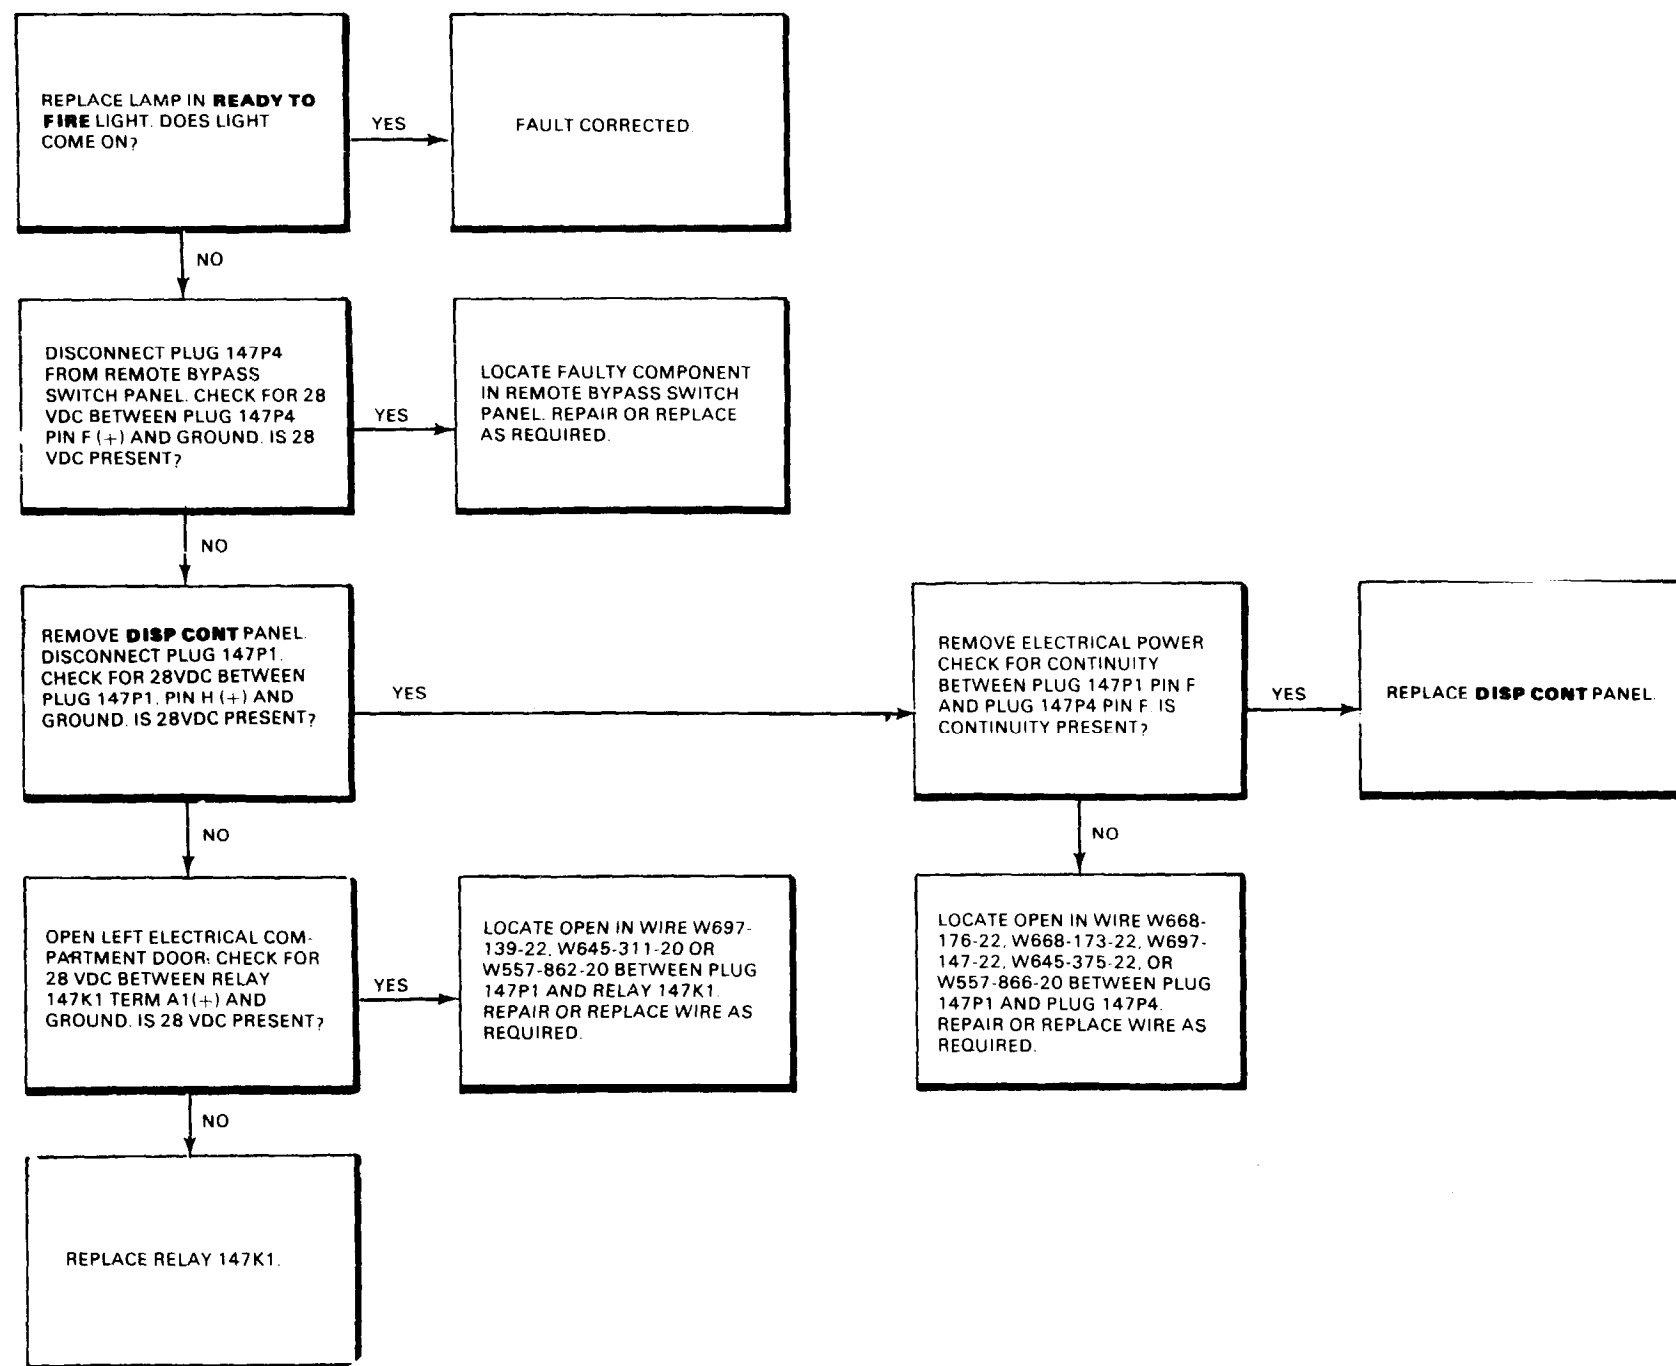 REPLACE LAMP IN READY TO
FIRE LIGHT. DOES LIGHT
COME ON?
YES
FAULT CORRECTED.
NO
DISCONNECT PLUG 147P4
FROM REMOTE BYPASS
SWITCH PANEL. CHECK FOR 28
VDC BETWEEN PLUG 147P4
PIN F (+) AND GROUND. IS 28
VDC PRESENT?
YES
LOCATE FAULTY COMPONENT
IN REMOTE BYPASS SWITCH
PANEL. REPAIR OR REPLACE
AS REQUIRED.
NO
REMOVE DISP CONT PANEL.
DISCONNECT PLUG 147P1.
CHECK FOR 28VDC BETWEEN
PLUG 147P1, PIN H (+) AND
GROUND. IS 28VDC PRESENT?
YES
REMOVE ELECTRICAL POWER
CHECK FOR CONTINUITY
BETWEEN PLUG 147P1 PIN F
AND PLUG 147P4 PIN F. IS
CONTINUITY PRESENT?
YES
REPLACE DISP CONT PANEL.
NO
OPEN LEFT ELECTRICAL COM-
PARTMENT DOOR: CHECK FOR
28 VDC BETWEEN RELAY
147K1 TERM A1(+) AND
GROUND. IS 28 VDC PRESENT?
YES
LOCATE OPEN IN WIRE W697-
139-22, W645-311-20 OR
W557-862-20 BETWEEN PLUG
147P1 AND RELAY 147K1.
REPAIR OR REPLACE WIRE AS
REQUIRED.
NO
LOCATE OPEN IN WIRE W668-
176-22, W668-173-22, W697-
147-22, W645-375-22, OR
W557-866-20 BETWEEN PLUG
147P1 AND PLUG 147P4.
REPAIR OR REPLACE WIRE AS
REQUIRED.
NO
REPLACE RELAY 147K1.